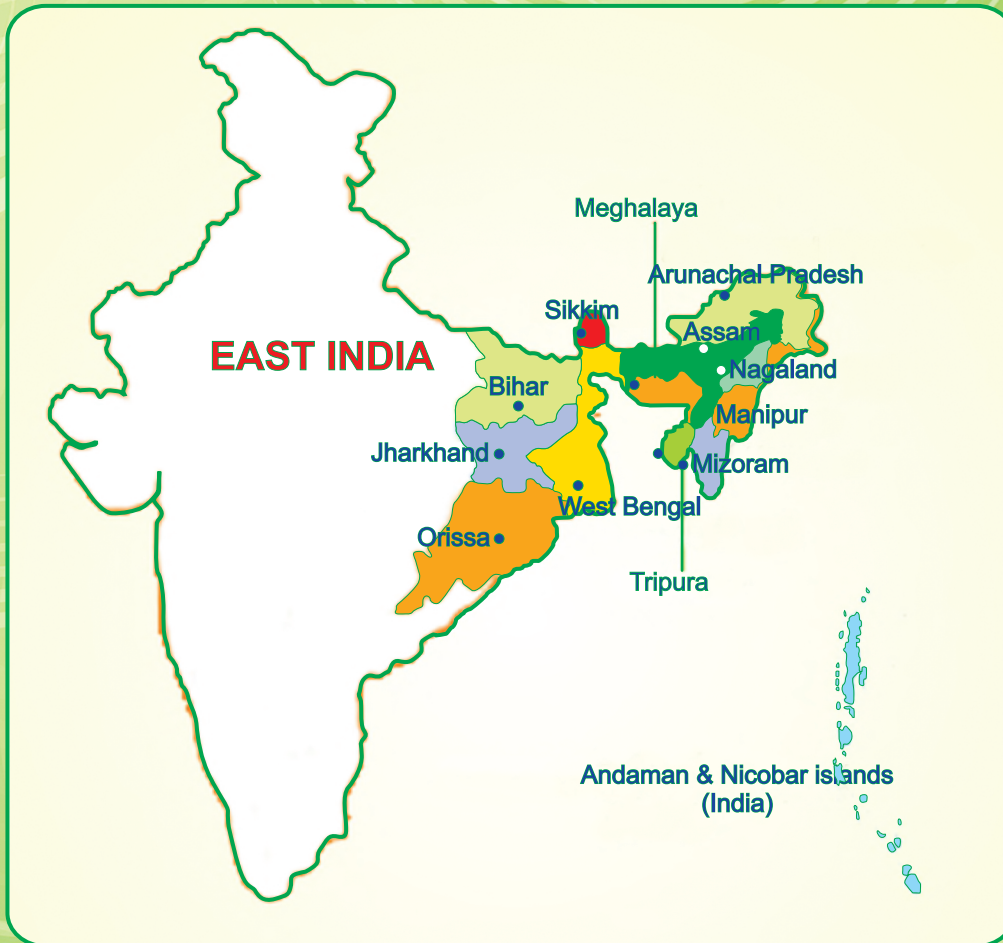 Meghalaya
Arunachal Pradesh
Sikkim
Assam
EAST INDIA
Nagaland
Bihar
Manipur
Jharkhand
Mizoram
West Bengal
Orissa
Tripura
Andaman & Nicobar islands
(India)